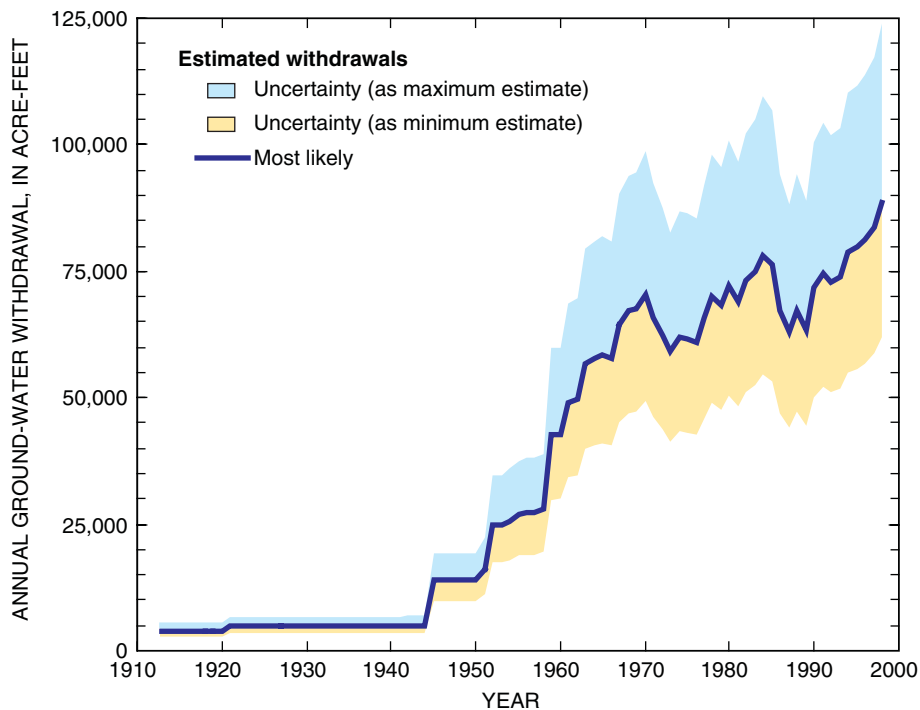 ANNUAL GROUND-WATER WITHDRAWAL, IN ACRE-FEET
125,000
100,000
75,000
50,000
25,000
0
Estimated withdrawals
Uncertainty (as maximum estimate)
Uncertainty (as minimum estimate)
Most likely
1910 1920 1930 1940 1950 1960 1970 1980 1990 2000
YEAR